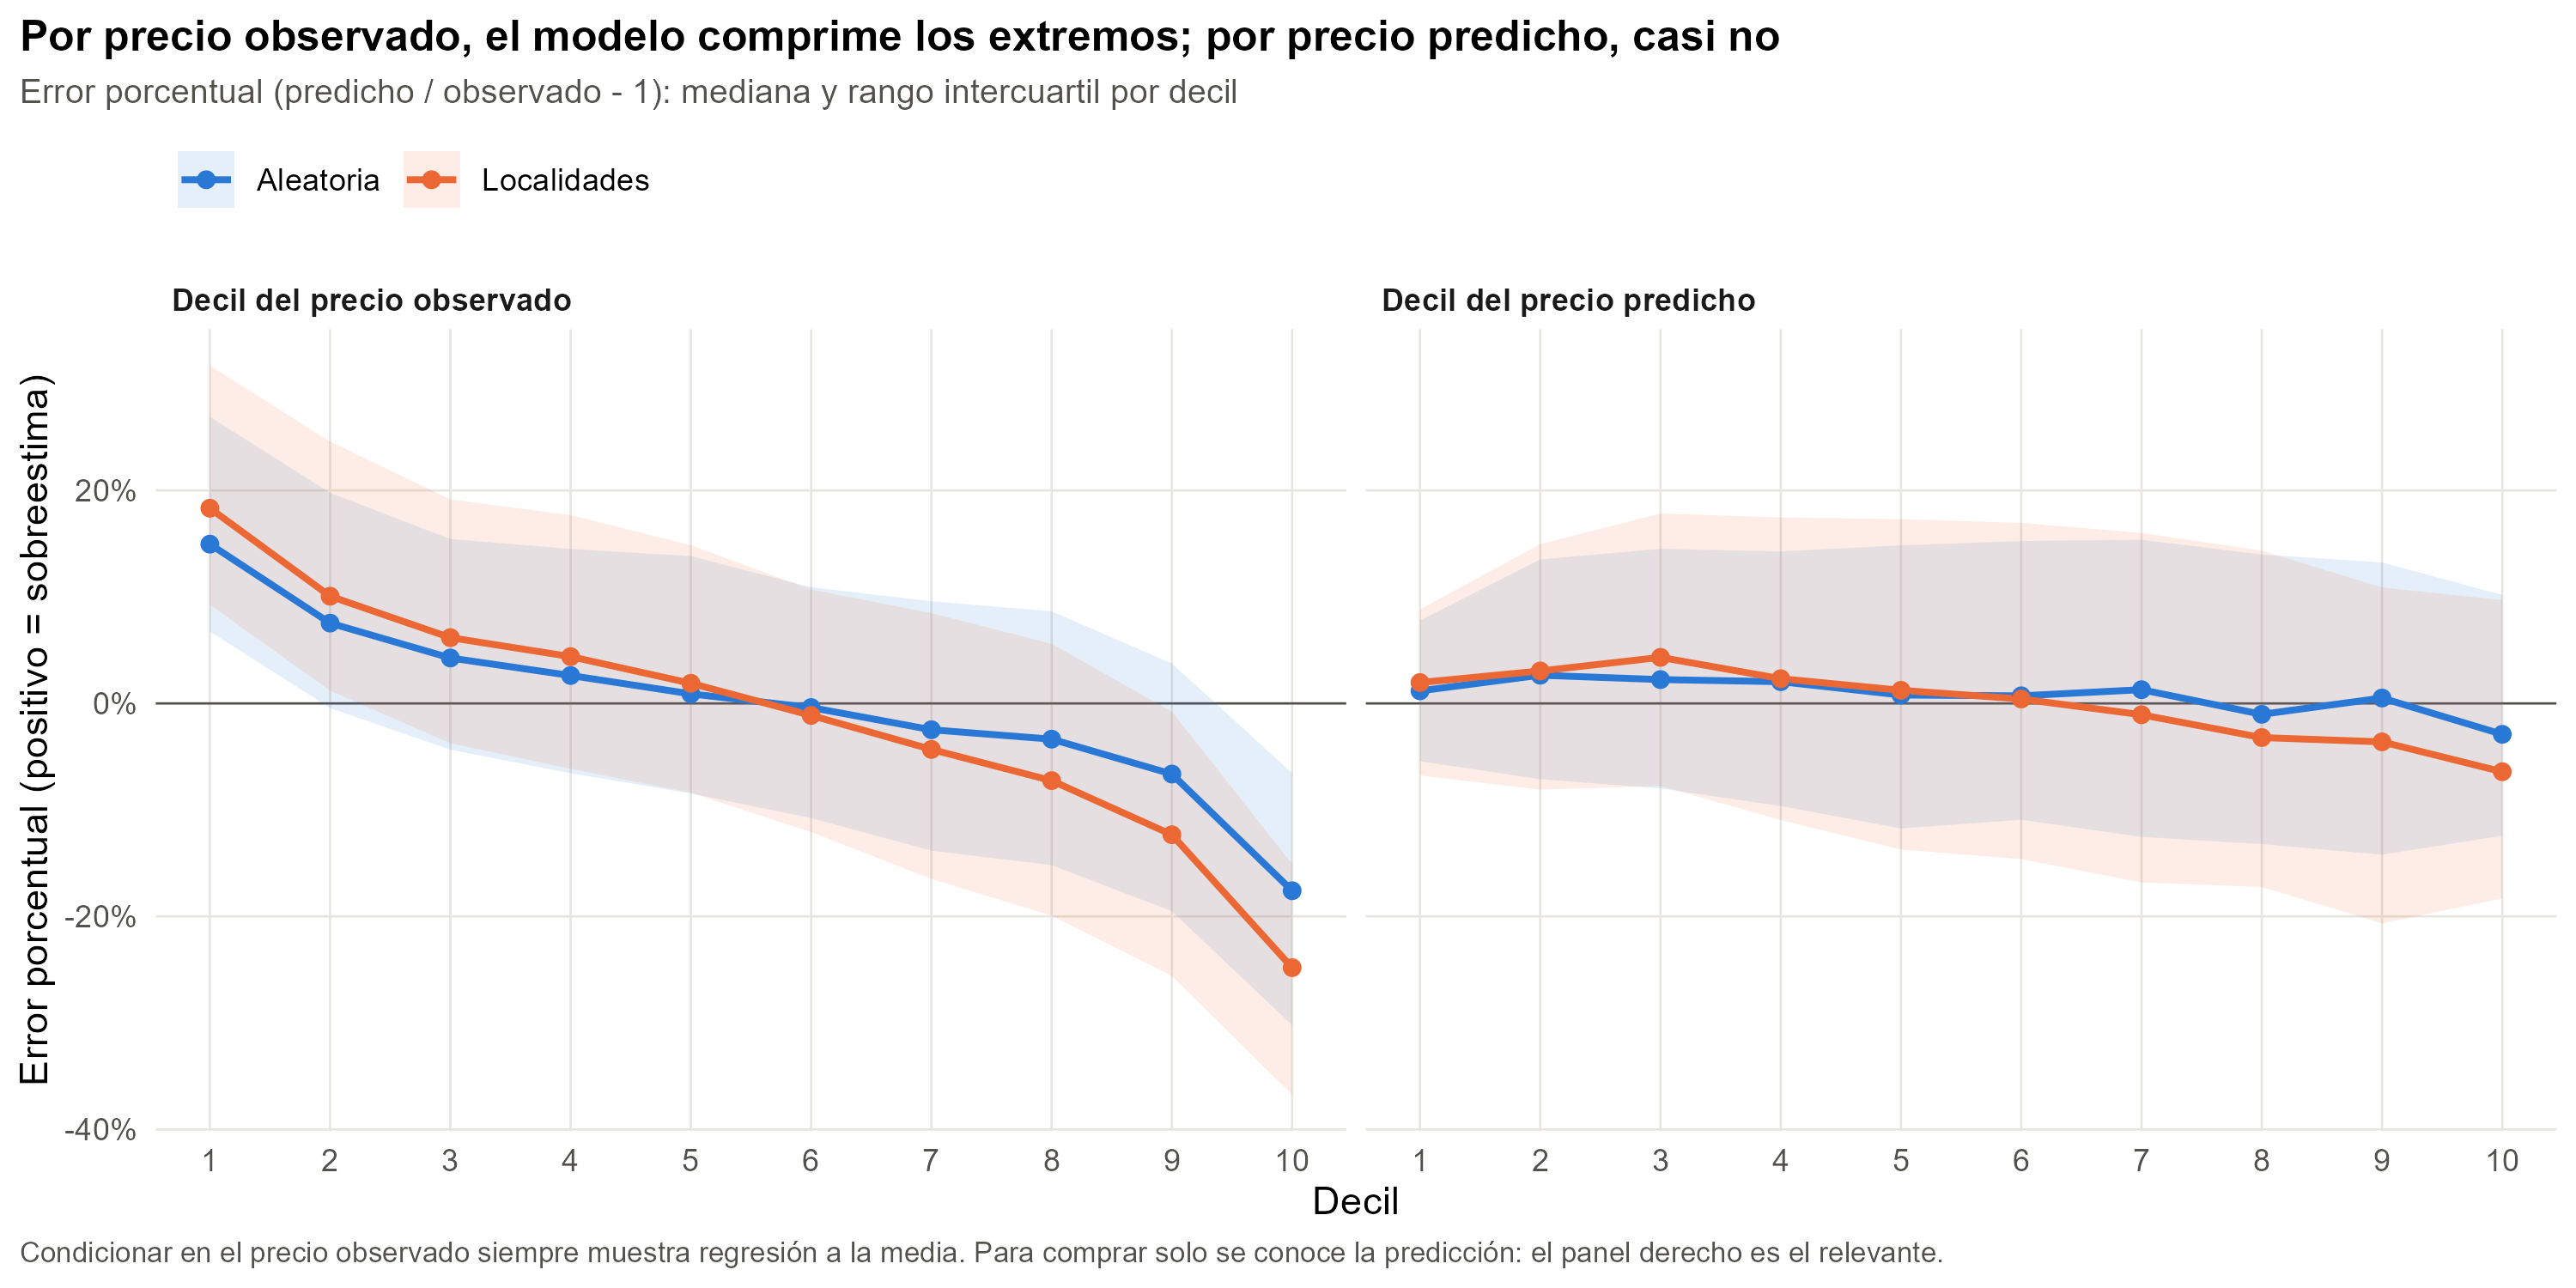 Por precio observado, el modelo comprime los extremos; por precio predicho, casi no
Error porcentual (predicho / observado - 1): mediana y rango intercuartil por decil
Aleatoria
Localidades
Decil del precio observado
Decil del precio predicho
Error porcentual (positivo = sobreestima)
20%
0%
-20%
-40%
1 2 3 4 5 6 7 8 9 10
1 2 3 4 5 6 7 8 9 10
Decil
Condicionar en el precio observado siempre muestra regresión a la media. Para comprar solo se conoce la predicción: el panel derecho es el relevante.